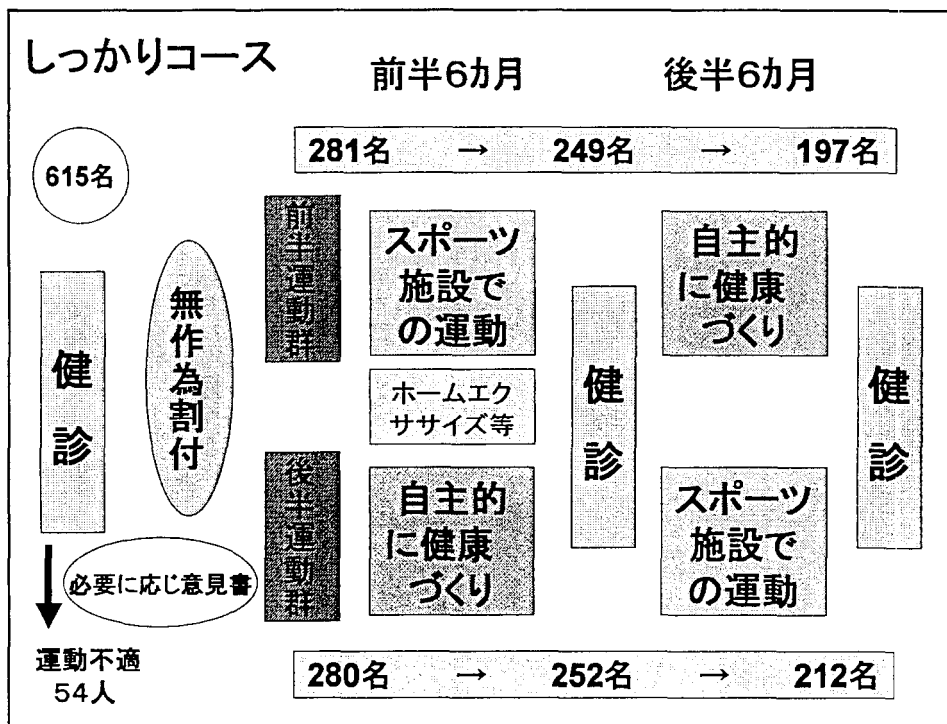 しっかりコース
前半6カ月
後半6カ月
281名 → 249名 → 197名
615名
健診
無作為割付
前半運動群
スポーツ
施設で
の運動
自主的
に健康
づくり
ホームエク
ササイズ等
健診
健診
後半運動群
自主的
に健康
づくり
スポーツ
施設で
の運動
必要に応じ意見書
運動不適
54人
280名 → 252名 → 212名